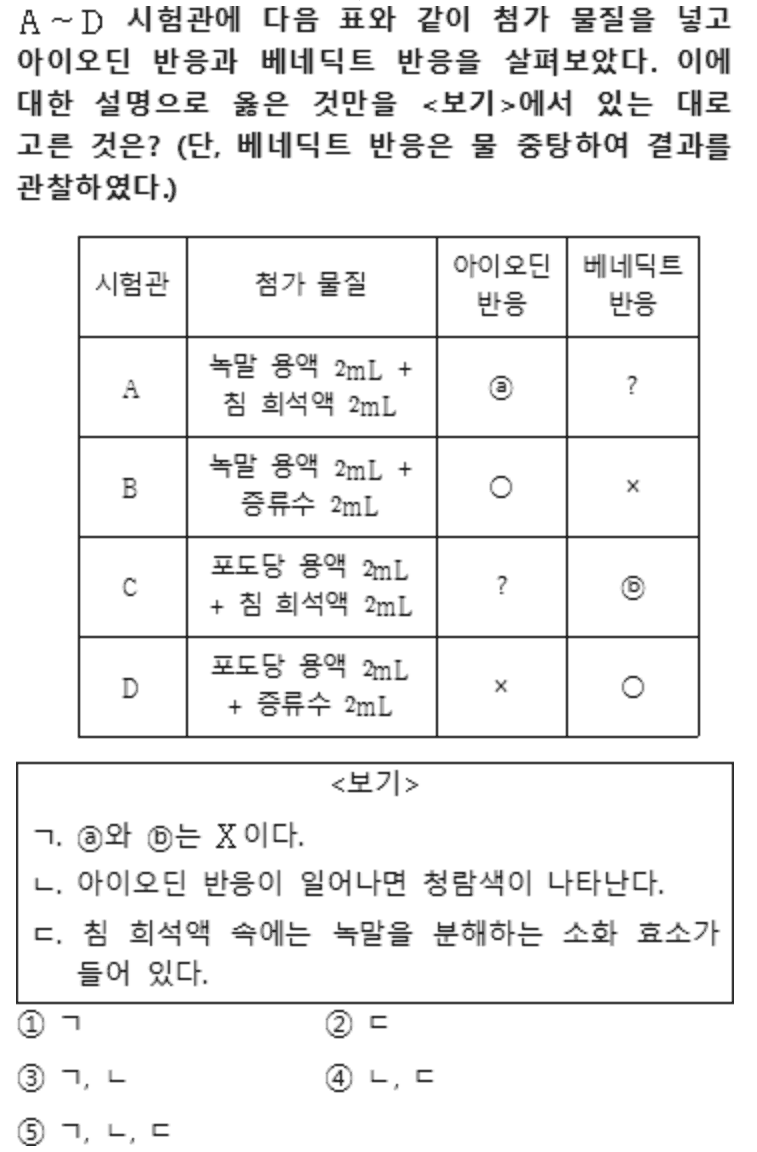 A ~ D 시험관에 다음 표와 같이 첨가 물질을 넣고
아이오딘 반응과 베네딕트 반응을 살펴보았다. 이에
대한 설명으로 옳은 것만을 <보기>에서 있는 대로
고른 것은? (단, 베네딕트 반응은 물 중탕하여 결과를
관찰하였다.)
시험관 첨가 물질 아이오딘 반응 베네딕트 반응
A 녹말 용액 2mL + 침 희석액 2mL ⓐ ?
B 녹말 용액 2mL + 증류수 2mL ○ ×
C 포도당 용액 2mL + 침 희석액 2mL ? ⓑ
D 포도당 용액 2mL + 증류수 2mL × ○
<보기>
ㄱ. ⓐ와 ⓑ는 X이다.
ㄴ. 아이오딘 반응이 일어나면 청람색이 나타난다.
ㄷ. 침 희석액 속에는 녹말을 분해하는 소화 효소가
들어 있다.
① ㄱ ② ㄷ
③ ㄱ, ㄴ ④ ㄴ, ㄷ
⑤ ㄱ, ㄴ, ㄷ